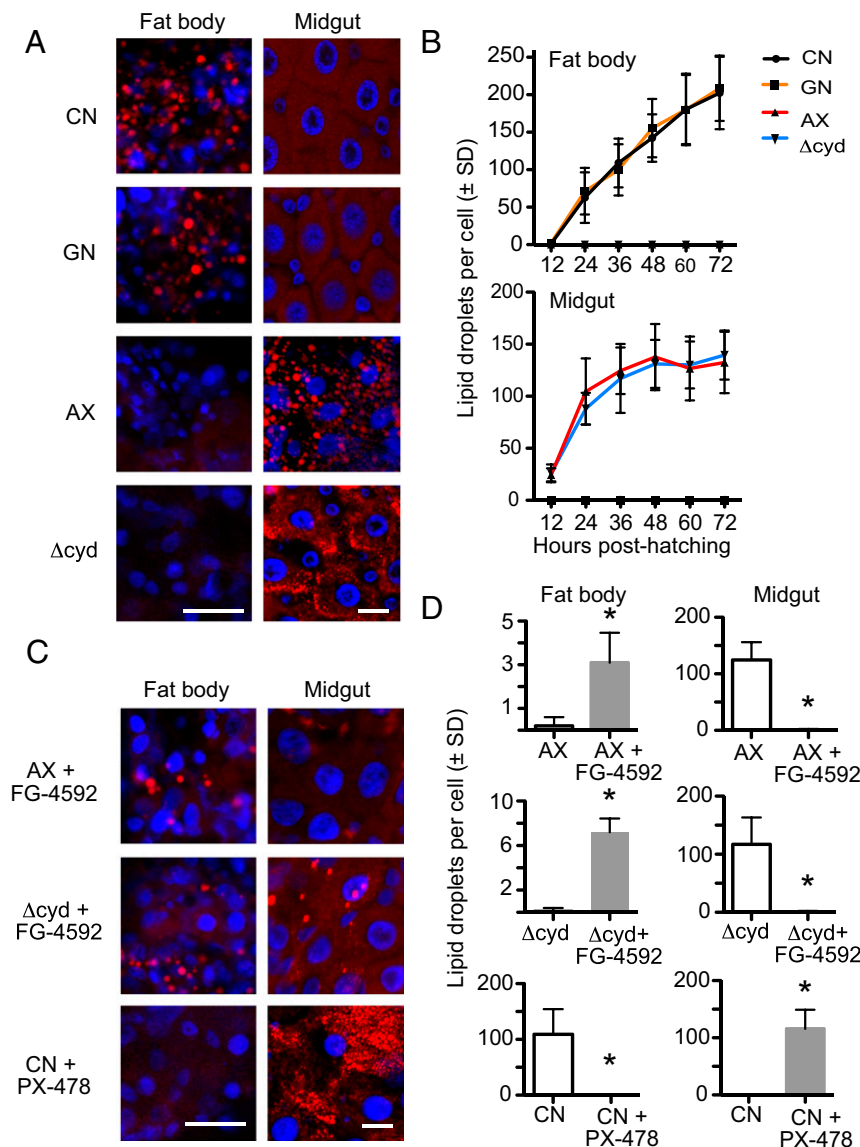 A
Fat body Midgut
CN
GN
AX
Δcyd
B
Fat body
CN
GN
AX
Δcyd
250
200
150
100
50
0
12 24 36 48 60 72
Midgut
200
150
100
50
0
12 24 36 48 60 72
Lipid droplets per cell (± SD)
Hours post-hatching
C
Fat body Midgut
AX +
FG-4592
Δcyd +
FG-4592
CN +
PX-478
D
Lipid droplets per cell (± SD)
Fat body Midgut
5
3
1
*
AX AX +
FG-4592
200
100
0
*
AX AX +
FG-4592
10
6
2
*
Δcyd Δcyd+
FG-4592
200
100
0
*
Δcyd Δcyd+
FG-4592
200
100
0
*
CN CN +
PX-478
200
100
0
*
CN CN +
PX-478